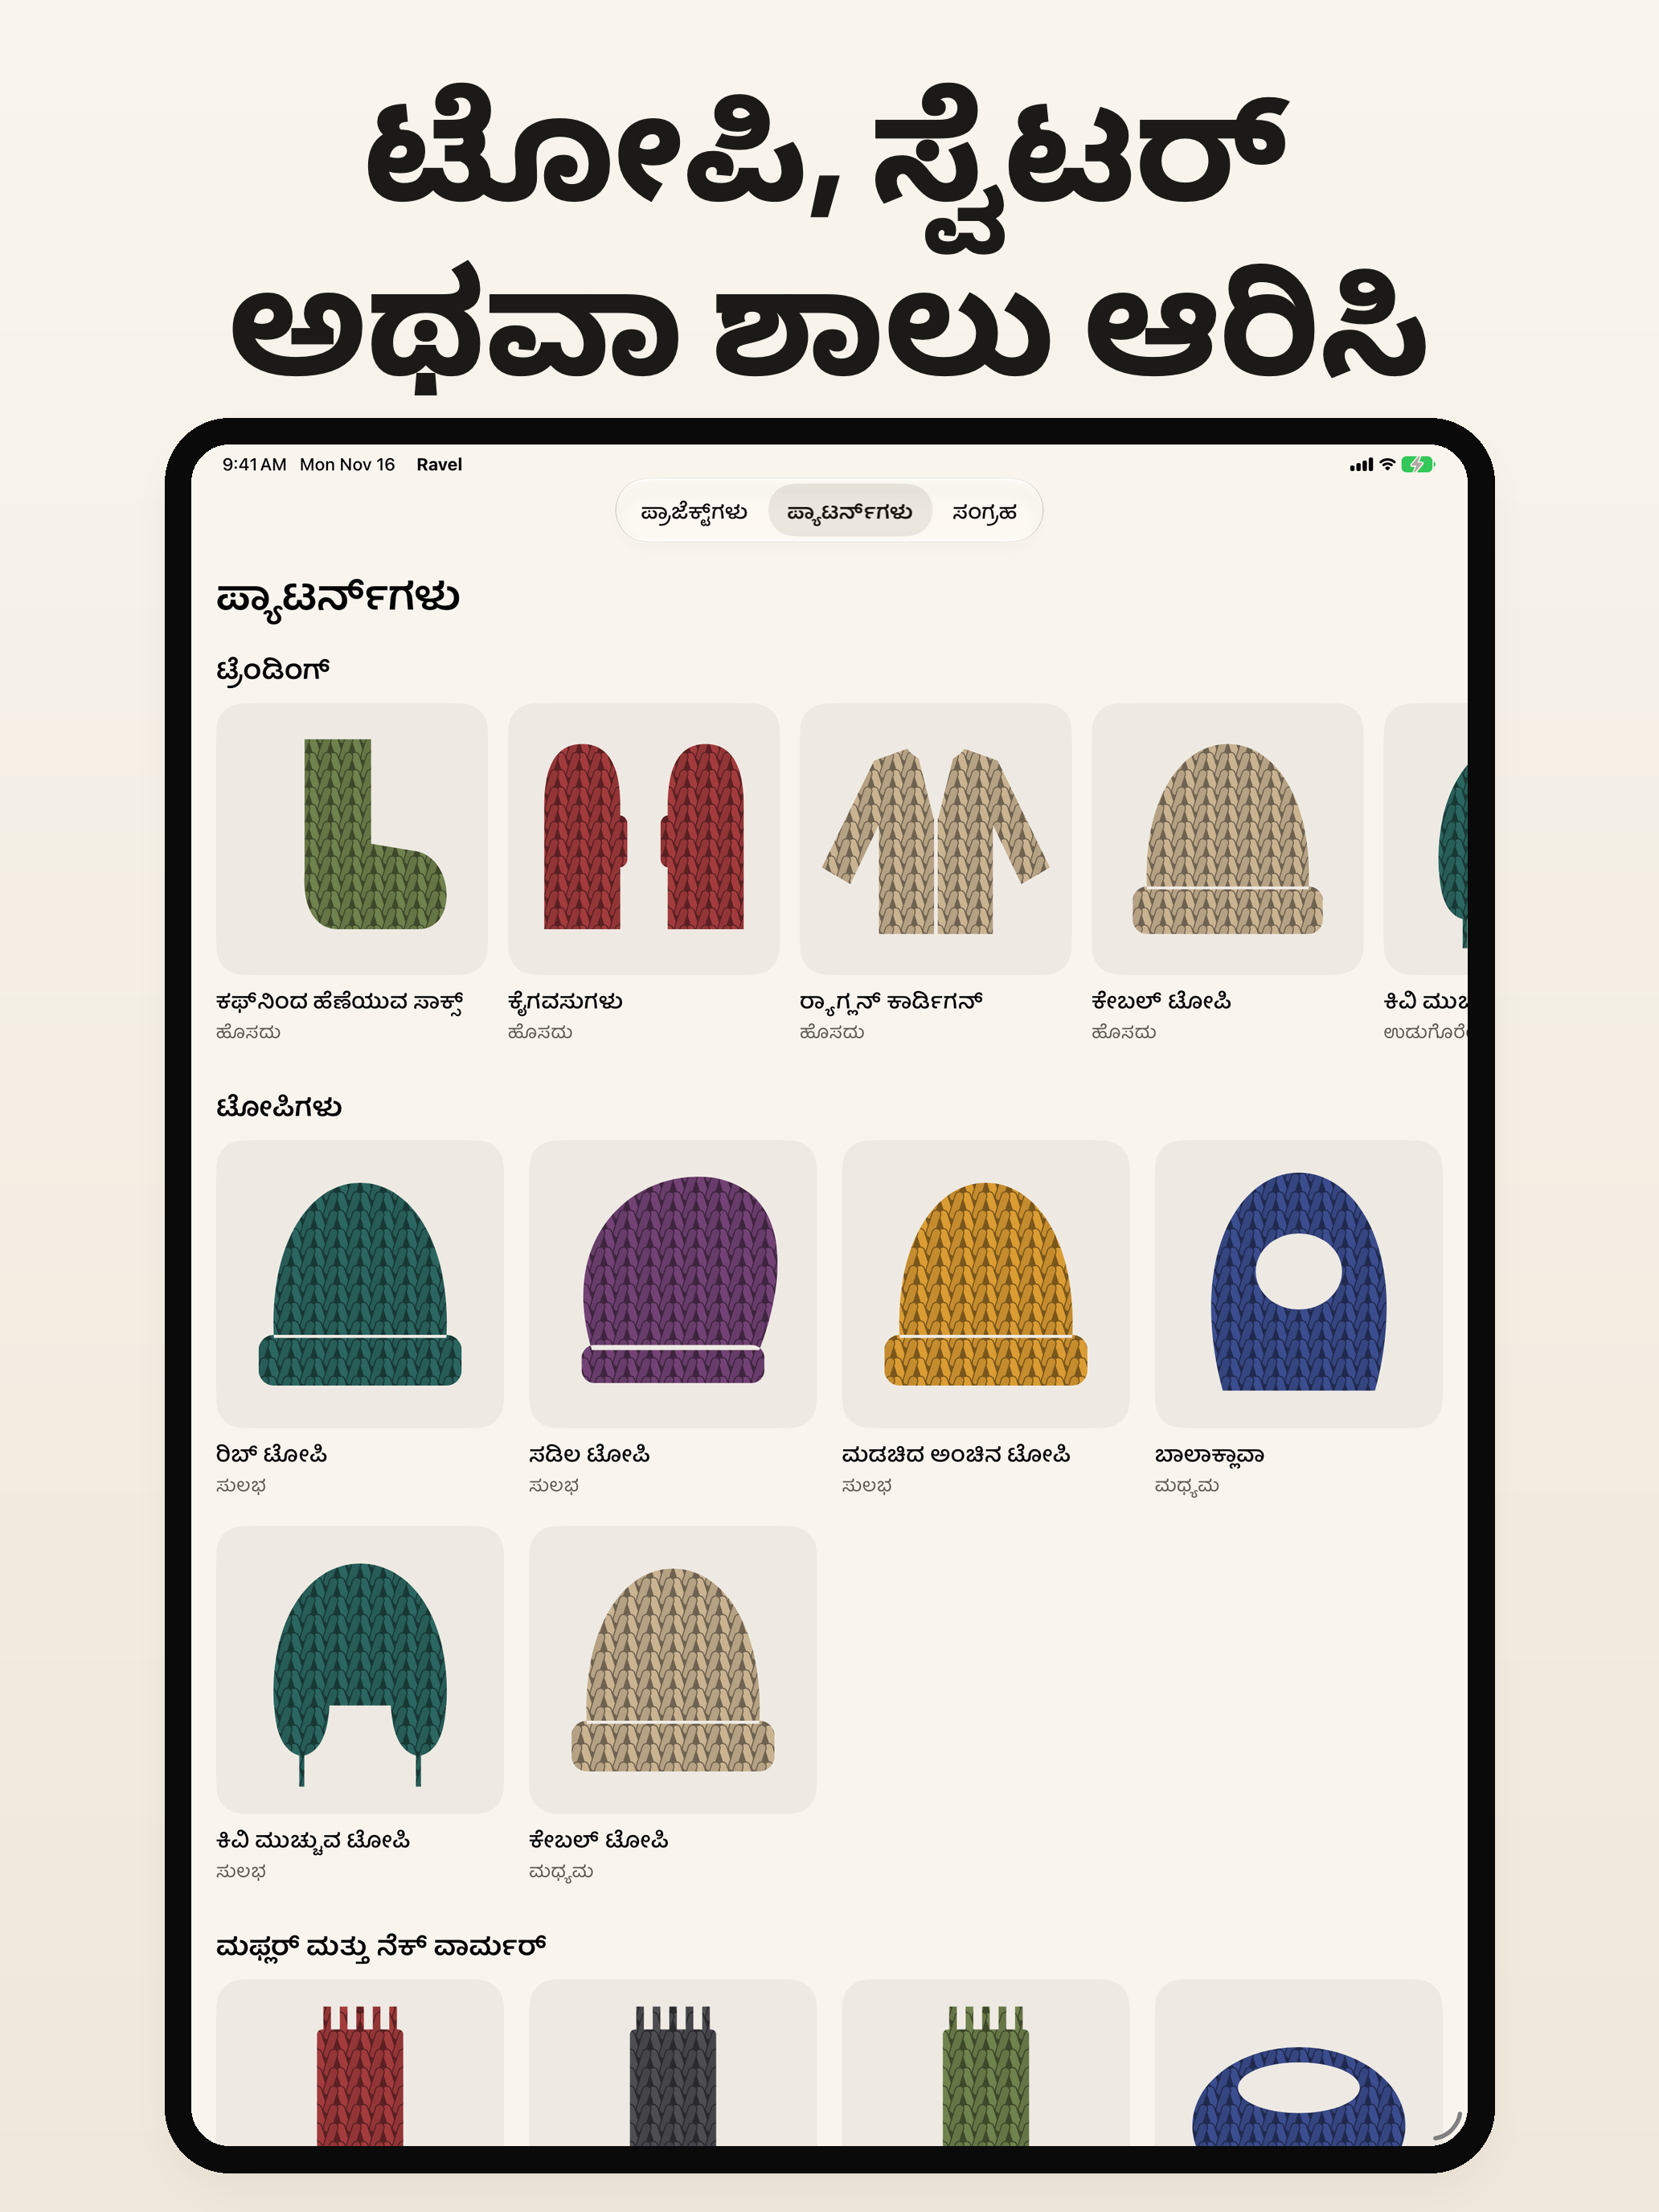 ಟೋಪಿ, ಸ್ವೆಟರ್
ಅಥವಾ ಶಾಲು ಆರಿಸಿ
9:41 AM Mon Nov 16 Ravel
ಪ್ರಾಜೆಕ್ಟ್‌ಗಳು ಪ್ಯಾಟರ್ನ್‌ಗಳು ಸಂಗ್ರಹ
ಪ್ಯಾಟರ್ನ್‌ಗಳು
ಟ್ರೆಂಡಿಂಗ್
ಕಫ್‌ನಿಂದ ಹೆಣೆಯುವ ಸಾಕ್ಸ್ ಕೈಗವಸುಗಳು ರ‍್ಯಾಗ್ಲನ್ ಕಾರ್ಡಿಗನ್ ಕೇಬಲ್ ಟೋಪಿ ಕಿವಿ
ಹೊಸದು ಹೊಸದು ಹೊಸದು ಹೊಸದು
ಟೋಪಿಗಳು
ರಿಬ್ ಟೋಪಿ ಸಡಿಲ ಟೋಪಿ ಮಡಚಿದ ಅಂಚಿನ ಟೋಪಿ ಬಾಲಾಕ್ಲಾವಾ
ಸುಲಭ ಸುಲಭ ಸುಲಭ ಮಧ್ಯಮ
ಕಿವಿ ಮುಚ್ಚುವ ಟೋಪಿ ಕೇಬಲ್ ಟೋಪಿ
ಸುಲಭ ಮಧ್ಯಮ
ಮಫ್ಲರ್ ಮತ್ತು ನೆಕ್ ವಾರ್ಮರ್